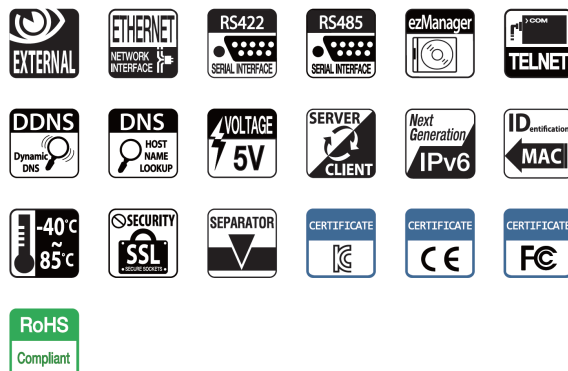 EXTERNAL
ETHERNET
NETWORK
INTERFACE
RS422
SERIAL INTERFACE
RS485
SERIAL INTERFACE
ezManager
COM
TELNET
DDNS
Dynamic
DNS
DNS
HOST
NAME
LOOKUP
VOLTAGE
5V
SERVER
CLIENT
Next
Generation
IPv6
IDentification
MAC
-40°C
~
85°C
SECURITY
SSL
SECURE SOCKETS
SEPARATOR
CERTIFICATE
KC
CERTIFICATE
CE
CERTIFICATE
FC
RoHS
Compliant